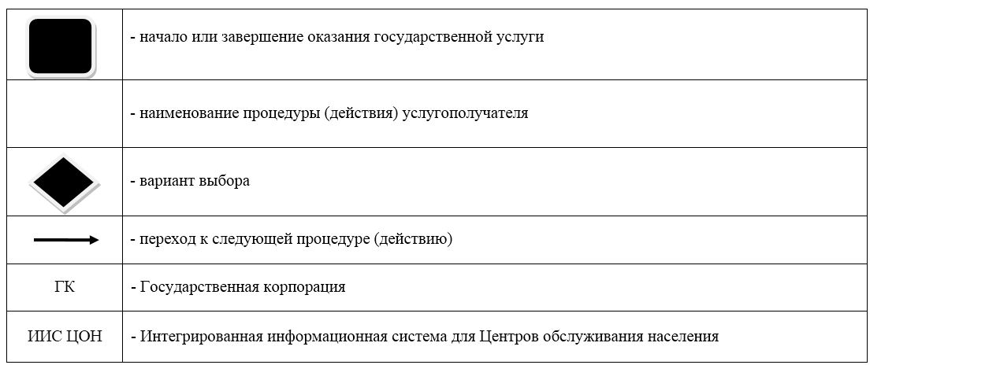 - начало или завершение оказания государственной услуги
- наименование процедуры (действия) услугополучателя
- вариант выбора
- переход к следующей процедуре (действию)
ГК - Государственная корпорация
ИИС ЦОН - Интегрированная информационная система для Центров обслуживания населения